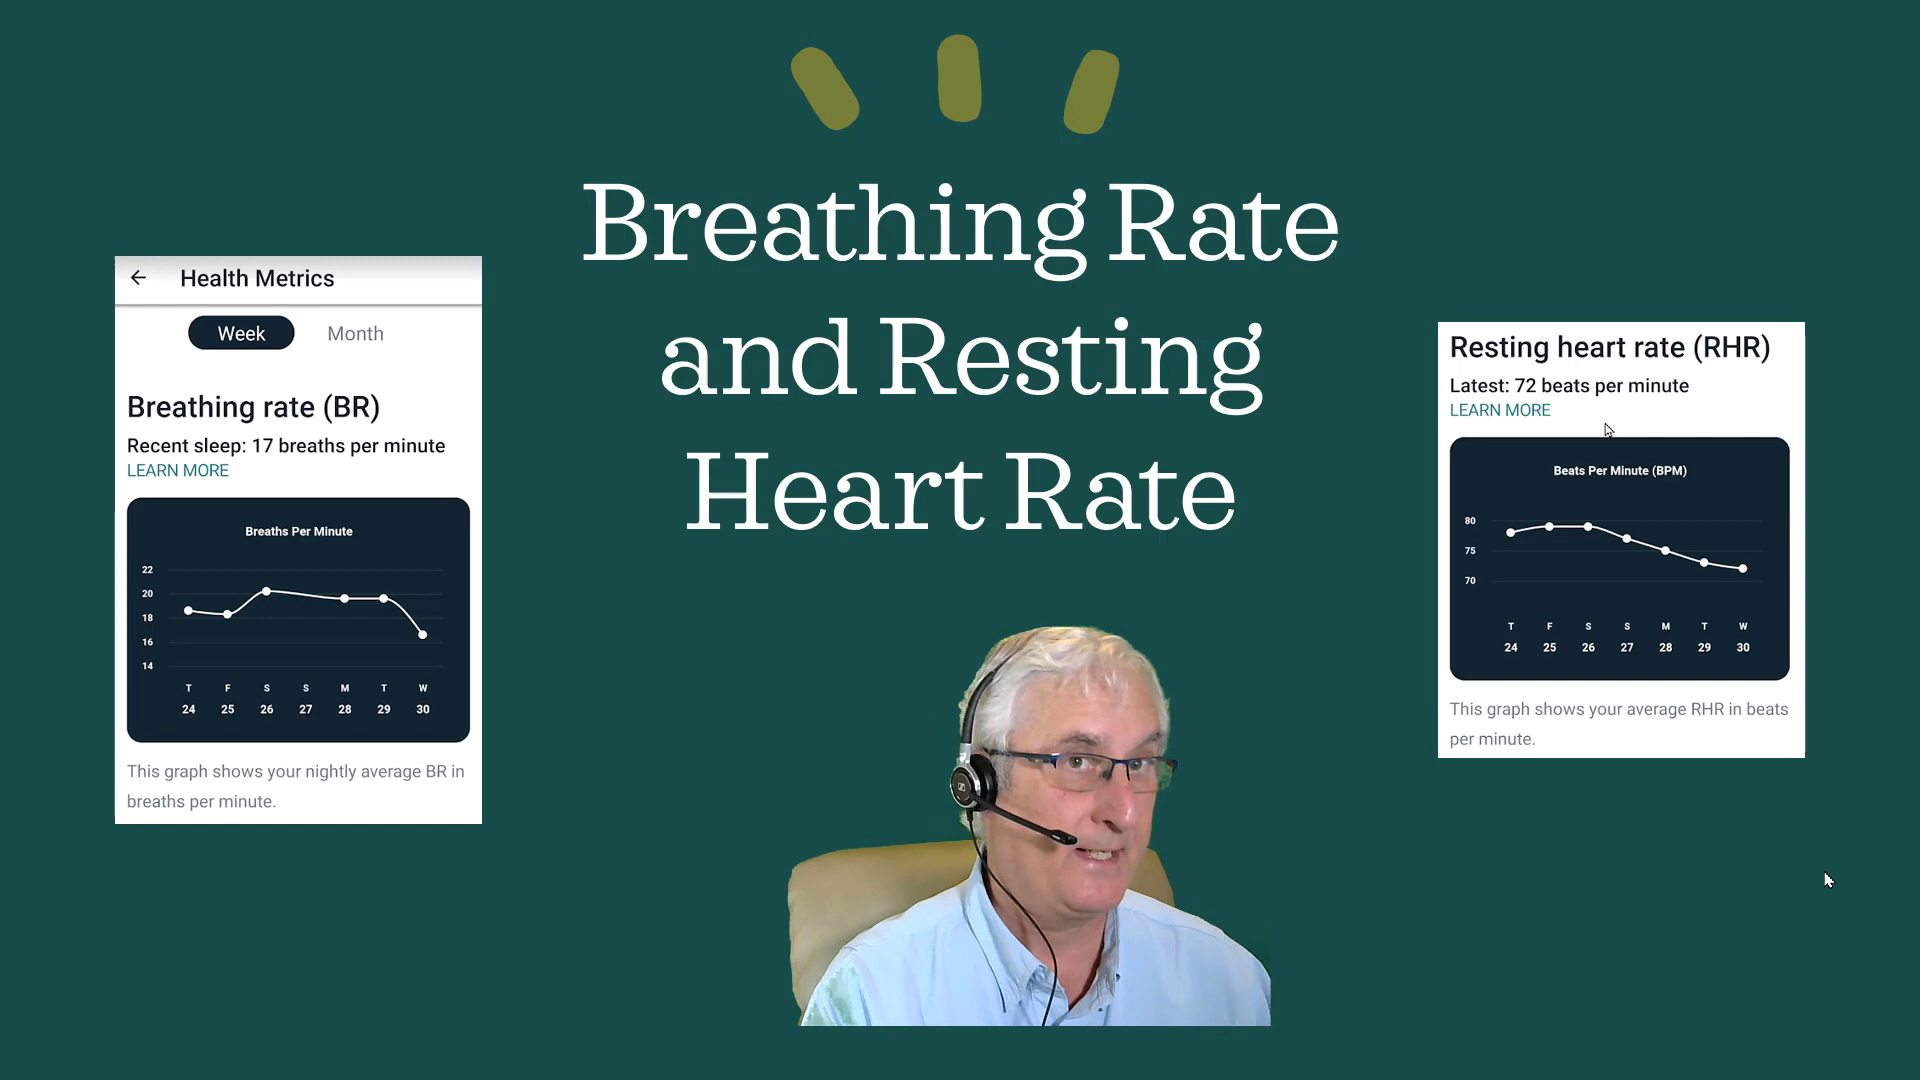 Breathing Rate
and Resting
Heart Rate
Health Metrics
Week Month
Breathing rate (BR)
Recent sleep: 17 breaths per minute
LEARN MORE
Breaths Per Minute
22
20
18
16
14
T F S S M T W
24 25 26 27 28 29 30
This graph shows your nightly average BR in
breaths per minute.
Resting heart rate (RHR)
Latest: 72 beats per minute
LEARN MORE
Beats Per Minute (BPM)
80
75
70
T F S S M T W
24 25 26 27 28 29 30
This graph shows your average RHR in beats
per minute.